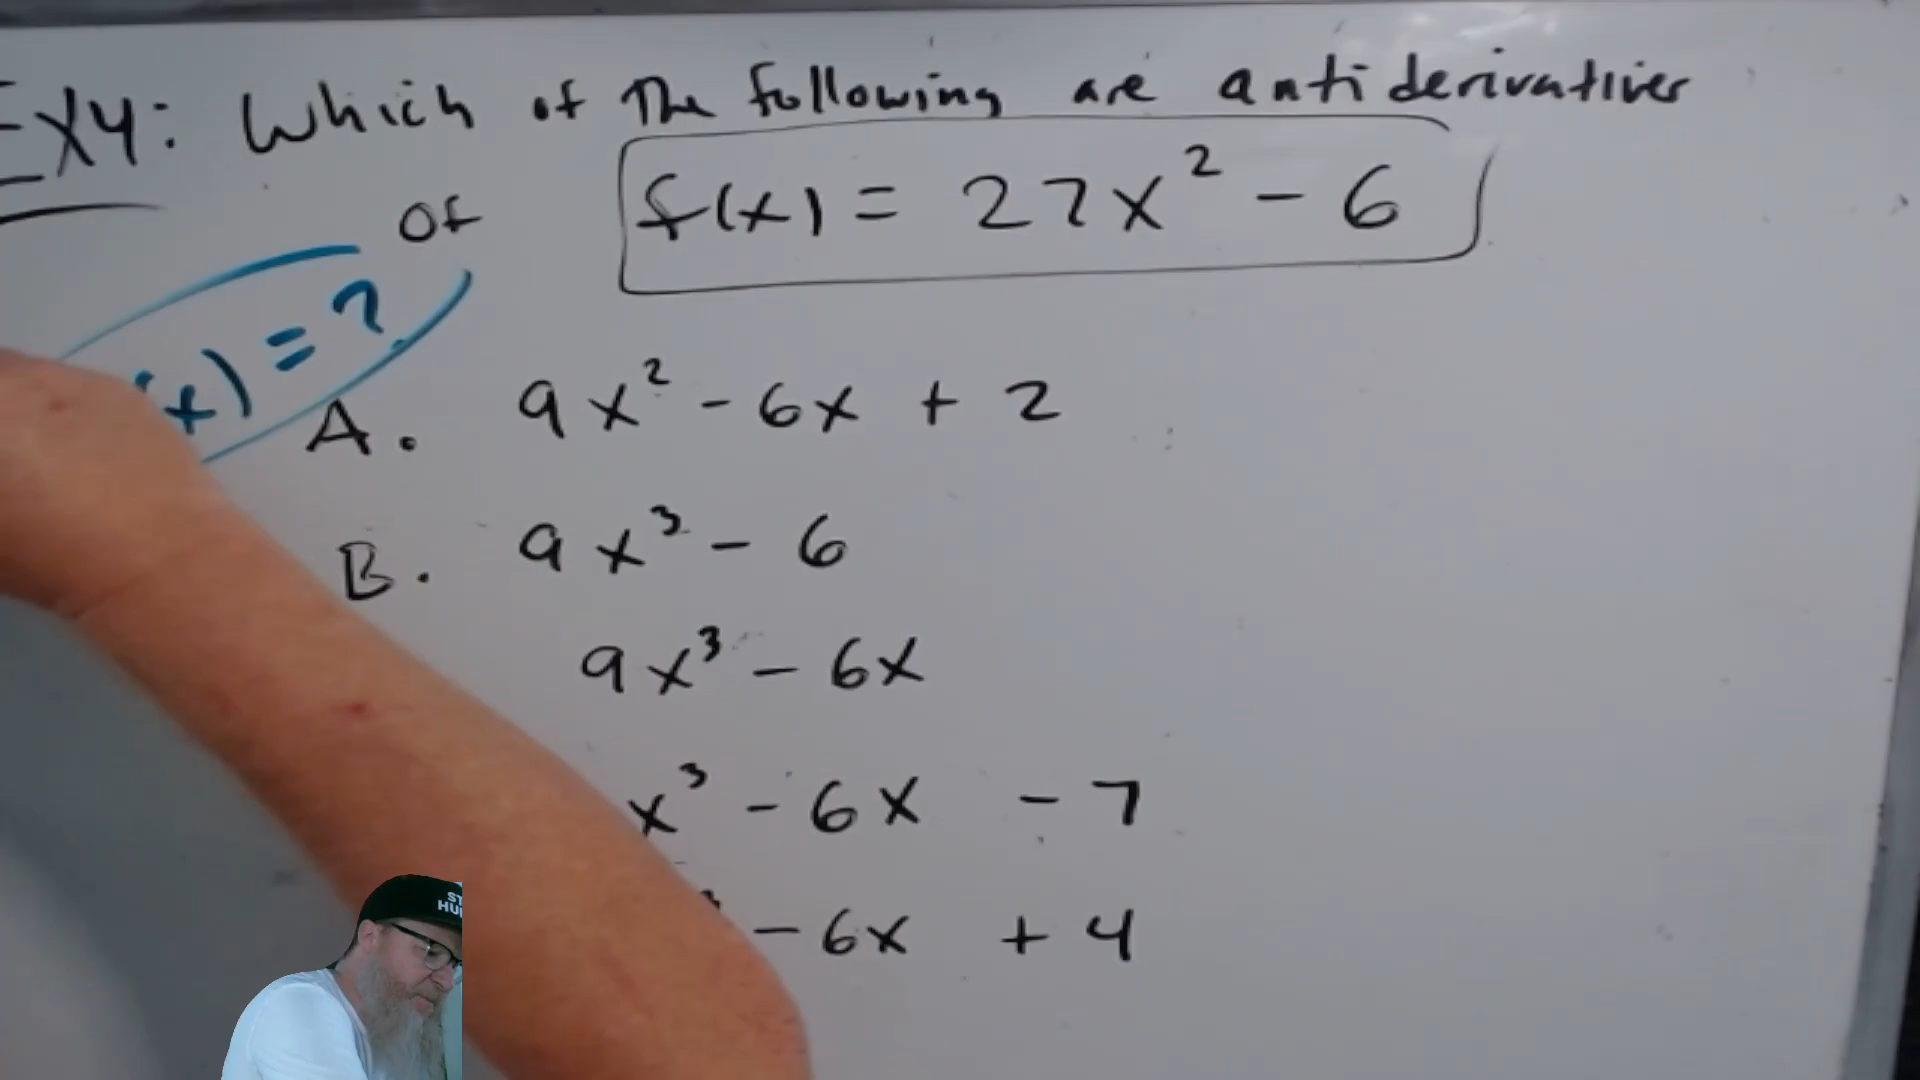 EX4: Which of The following are antiderivatives
of f(x) = 27x² - 6
(x) = ?
A. 9x² - 6x + 2
B. 9x³ - 6
9x³ - 6x
x³ - 6x - 7
- 6x + 4